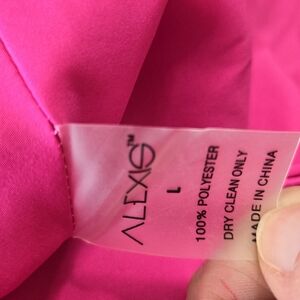 ALEXIS™
L
100% POLYESTER
DRY CLEAN ONLY
MADE IN CHINA